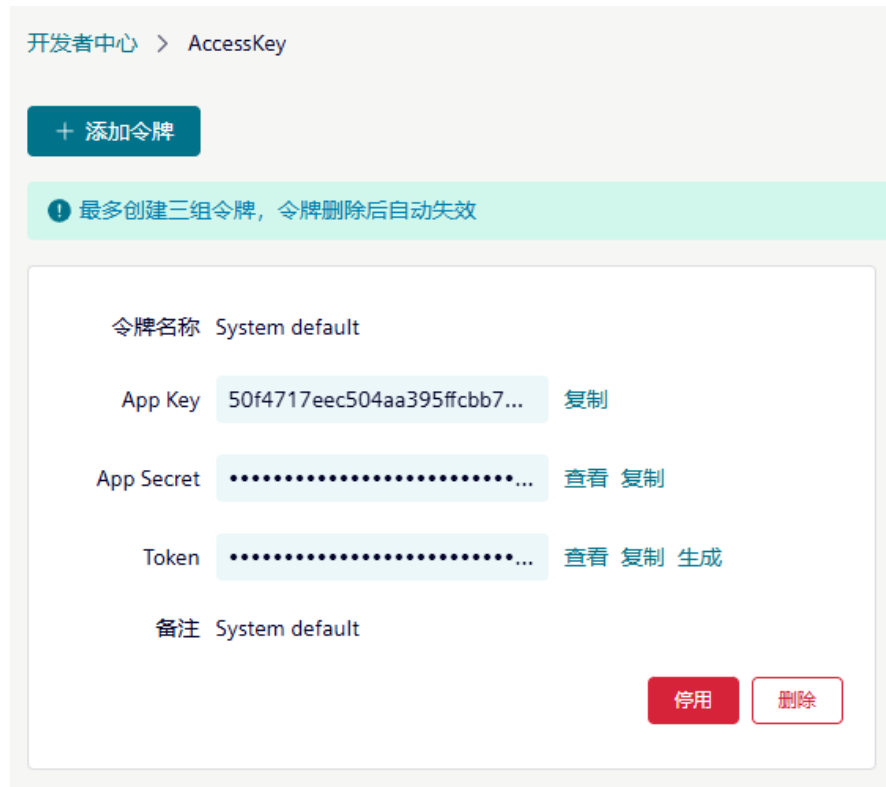 开发者中心 > AccessKey
+ 添加令牌
最多创建三组令牌，令牌删除后自动失效
令牌名称 System default
App Key 50f4717eec504aa395ffcbb7... 复制
App Secret ••••••••••••••••••••••••••... 查看 复制
Token ••••••••••••••••••••••••••... 查看 复制 生成
备注 System default
停用 删除